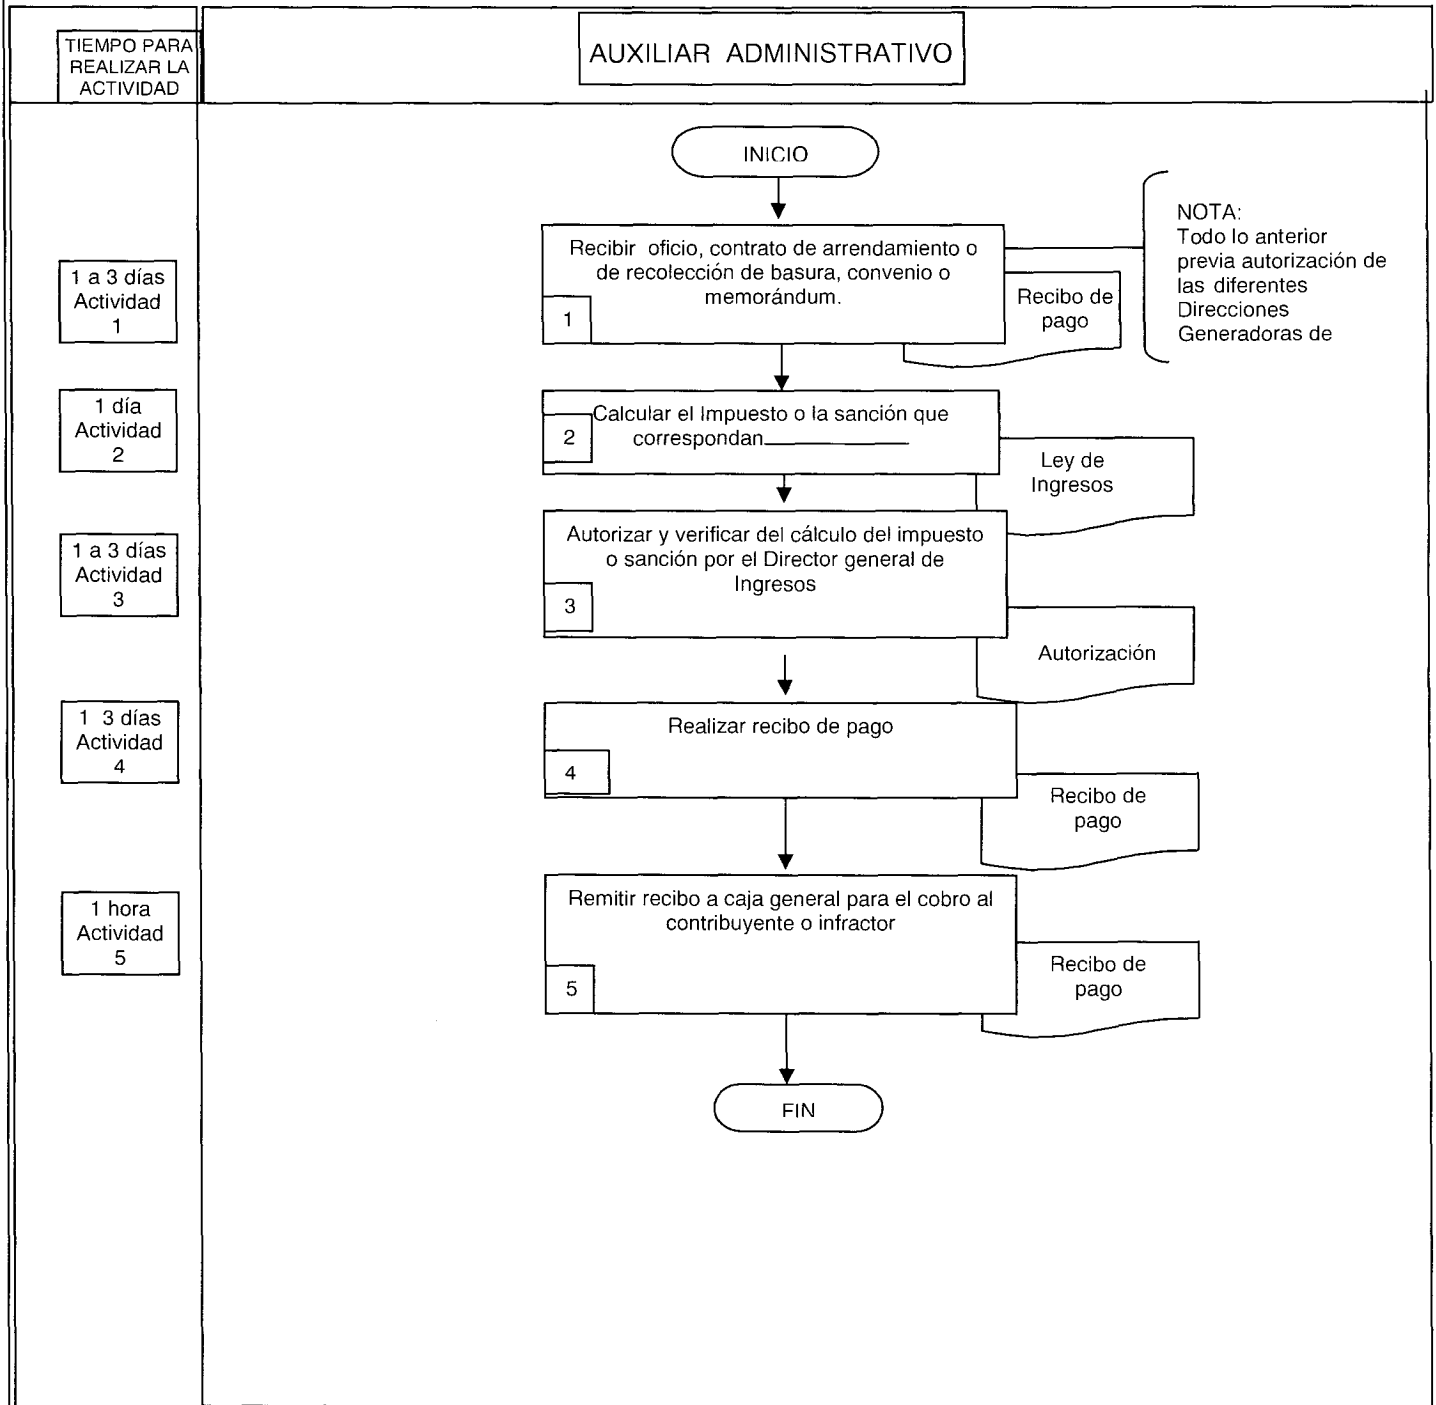 TIEMPO PARA
REALIZAR LA
ACTIVIDAD
AUXILIAR ADMINISTRATIVO
INICIO
1 a 3 días
Actividad
1
Recibir oficio, contrato de arrendamiento o
de recolección de basura, convenio o
memorándum.
1
Recibo de
pago
NOTA:
Todo lo anterior
previa autorización de
las diferentes
Direcciones
Generadoras de
1 día
Actividad
2
Calcular el Impuesto o la sanción que
correspondan
2
Ley de
Ingresos
1 a 3 días
Actividad
3
Autorizar y verificar del cálculo del impuesto
o sanción por el Director general de
Ingresos
3
Autorización
1 3 días
Actividad
4
Realizar recibo de pago
4
Recibo de
pago
1 hora
Actividad
5
Remitir recibo a caja general para el cobro al
contribuyente o infractor
5
Recibo de
pago
FIN